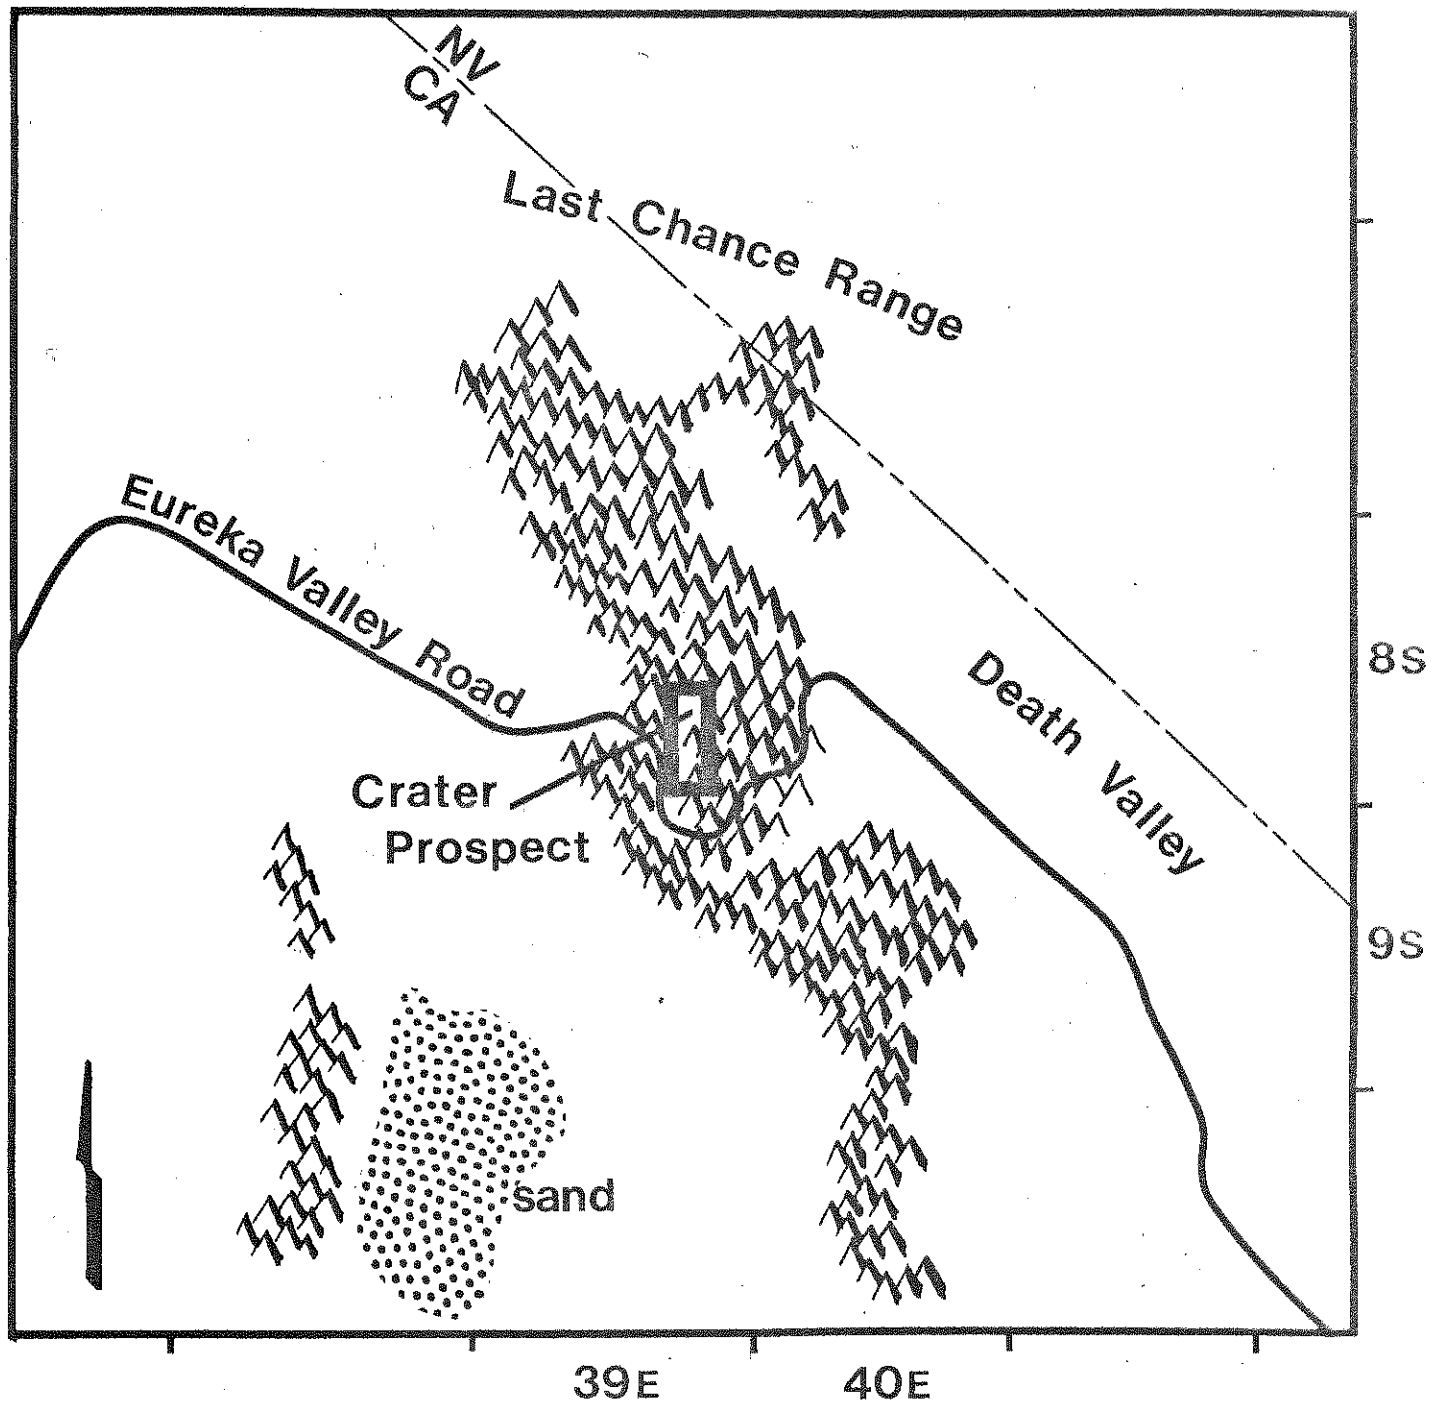 NV
CA
Last Chance Range
Eureka Valley Road
8S
Death Valley
Crater
Prospect
9S
sand
39E
40E